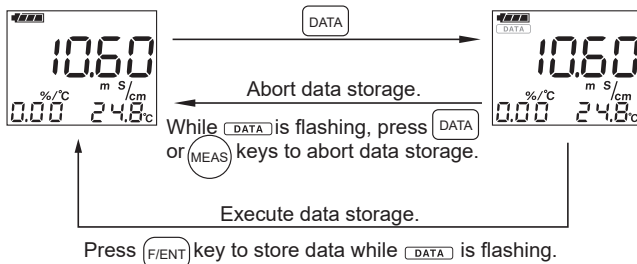 DATA
DATA
10.60
m S/cm
%/°C
0.00 24.8°C
10.60
m S/cm
%/°C
0.00 24.8°C
Abort data storage.
While DATA is flashing, press DATA
or MEAS keys to abort data storage.
Execute data storage.
Press F/ENT key to store data while DATA is flashing.